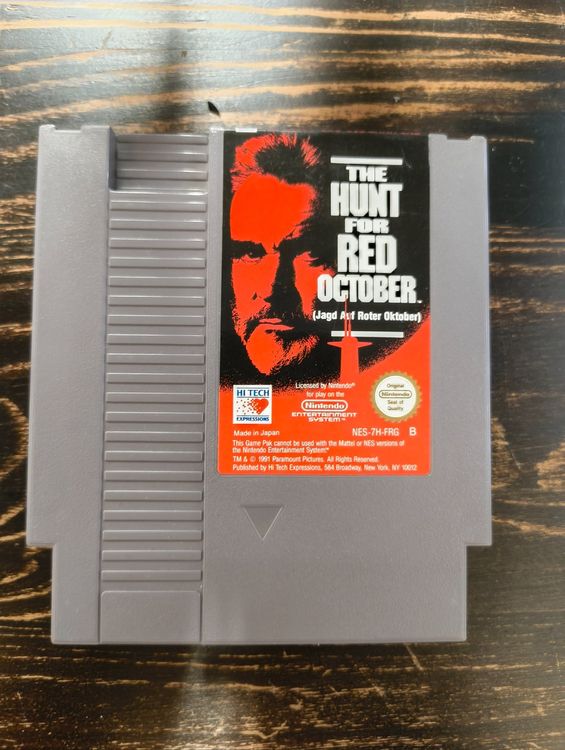 THE
HUNT
FOR
RED
OCTOBER™
(Jagd Auf Roter Oktober)
HI TECH
EXPRESSIONS
Licensed by Nintendo®
for play on the
Nintendo
ENTERTAINMENT
SYSTEM™
Original
Nintendo
Seal of
Quality
Made in Japan
NES-7H-FRG B
This Game Pak cannot be used with the Mattel or NES versions of
the Nintendo Entertainment System®
TM & © 1991 Paramount Pictures. All Rights Reserved.
Published by Hi Tech Expressions, 584 Broadway, New York, NY 10012